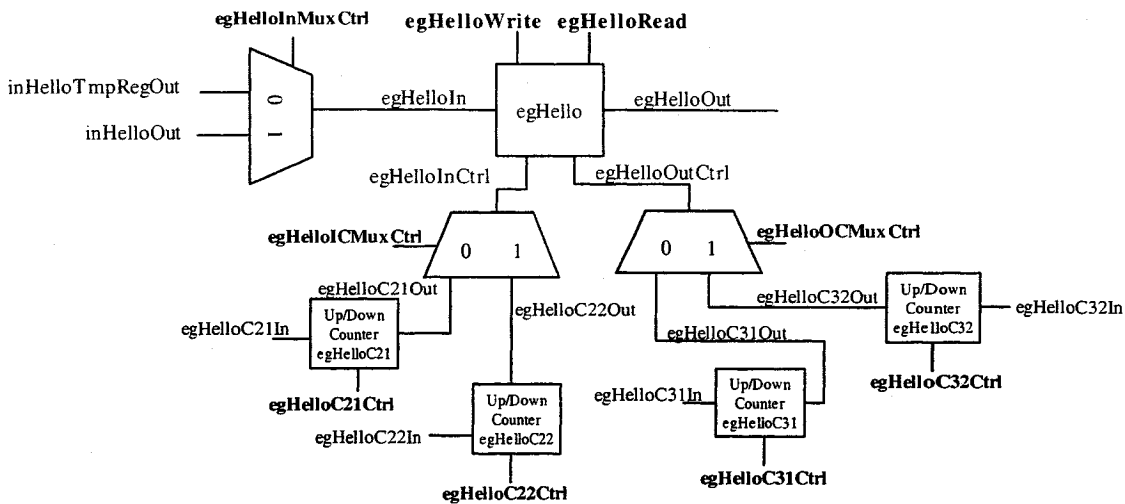 egHelloInMuxCtrl
egHelloWrite egHelloRead
inHelloTmpRegOut
0
egHelloIn
egHello
egHelloOut
inHelloOut
1
egHelloInCtrl
egHelloOutCtrl
egHelloICMuxCtrl
0 1
0 1
egHelloOCMuxCtrl
egHelloC21Out
egHelloC22Out
egHelloC32Out
egHelloC21In
Up/Down
Counter
egHelloC21
egHelloC31Out
Up/Down
Counter
egHelloC32
egHelloC32In
egHelloC21Ctrl
egHelloC32Ctrl
egHelloC22In
Up/Down
Counter
egHelloC22
egHelloC31In
Up/Down
Counter
egHelloC31
egHelloC22Ctrl
egHelloC31Ctrl